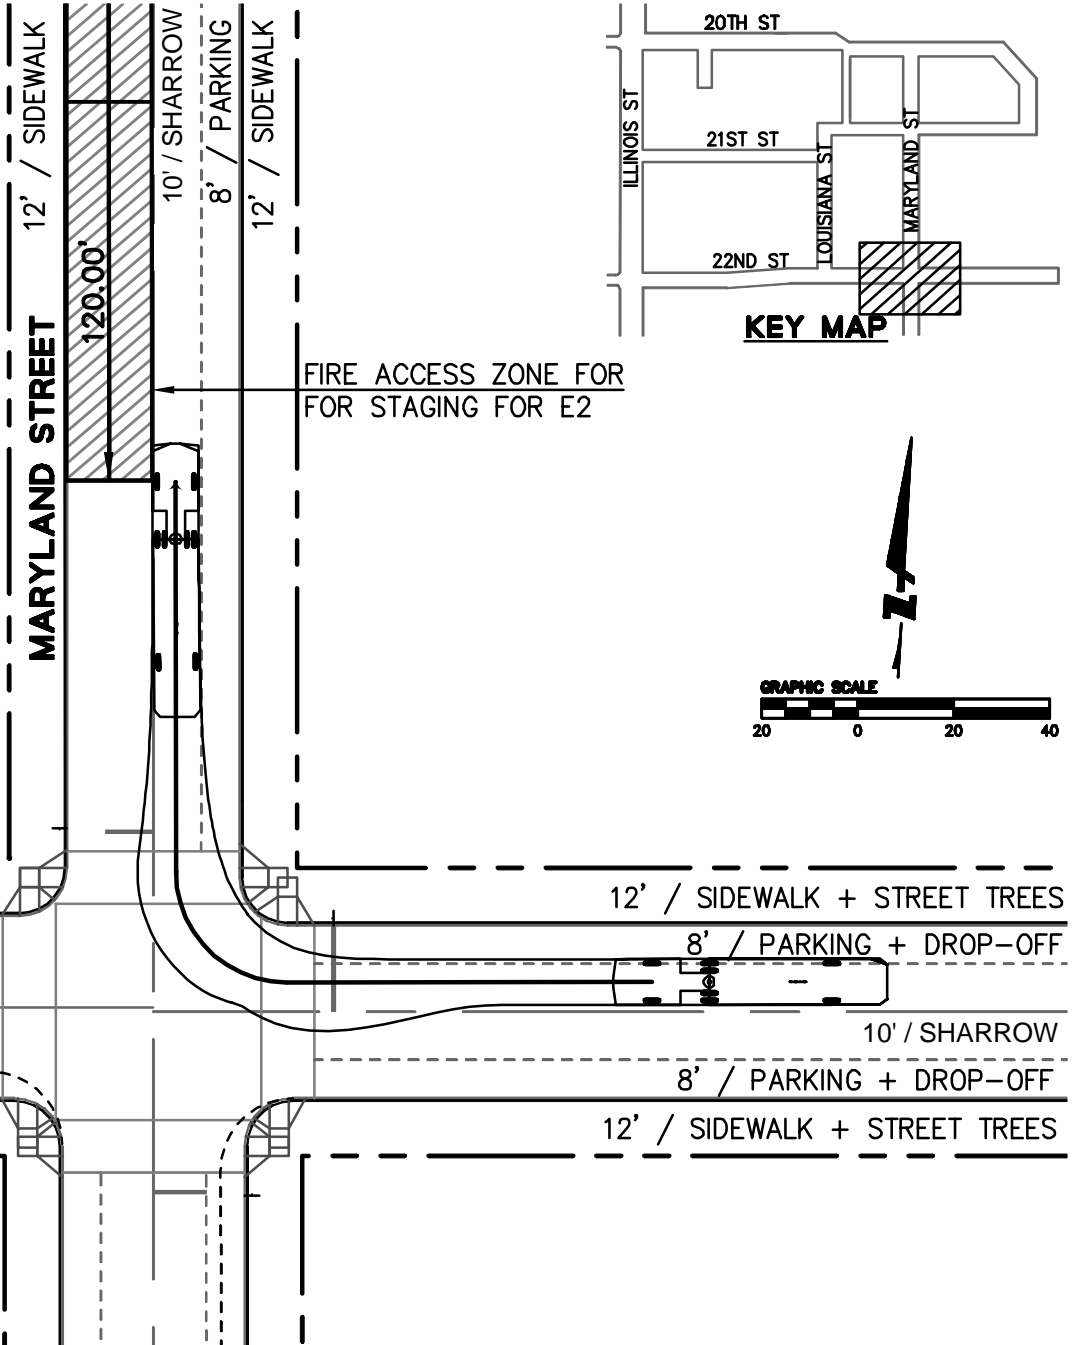 12' / SIDEWALK
10' / SHARROW
8' / PARKING
12' / SIDEWALK
120.00'
MARYLAND STREET
FIRE ACCESS ZONE FOR
FOR STAGING FOR E2
20TH ST
ILLINOIS ST
21ST ST
LOUISIANA ST
MARYLAND ST
22ND ST
KEY MAP
Z
GRAPHIC SCALE
20 0 20 40
12' / SIDEWALK + STREET TREES
8' / PARKING + DROP-OFF
10' / SHARROW
8' / PARKING + DROP-OFF
12' / SIDEWALK + STREET TREES